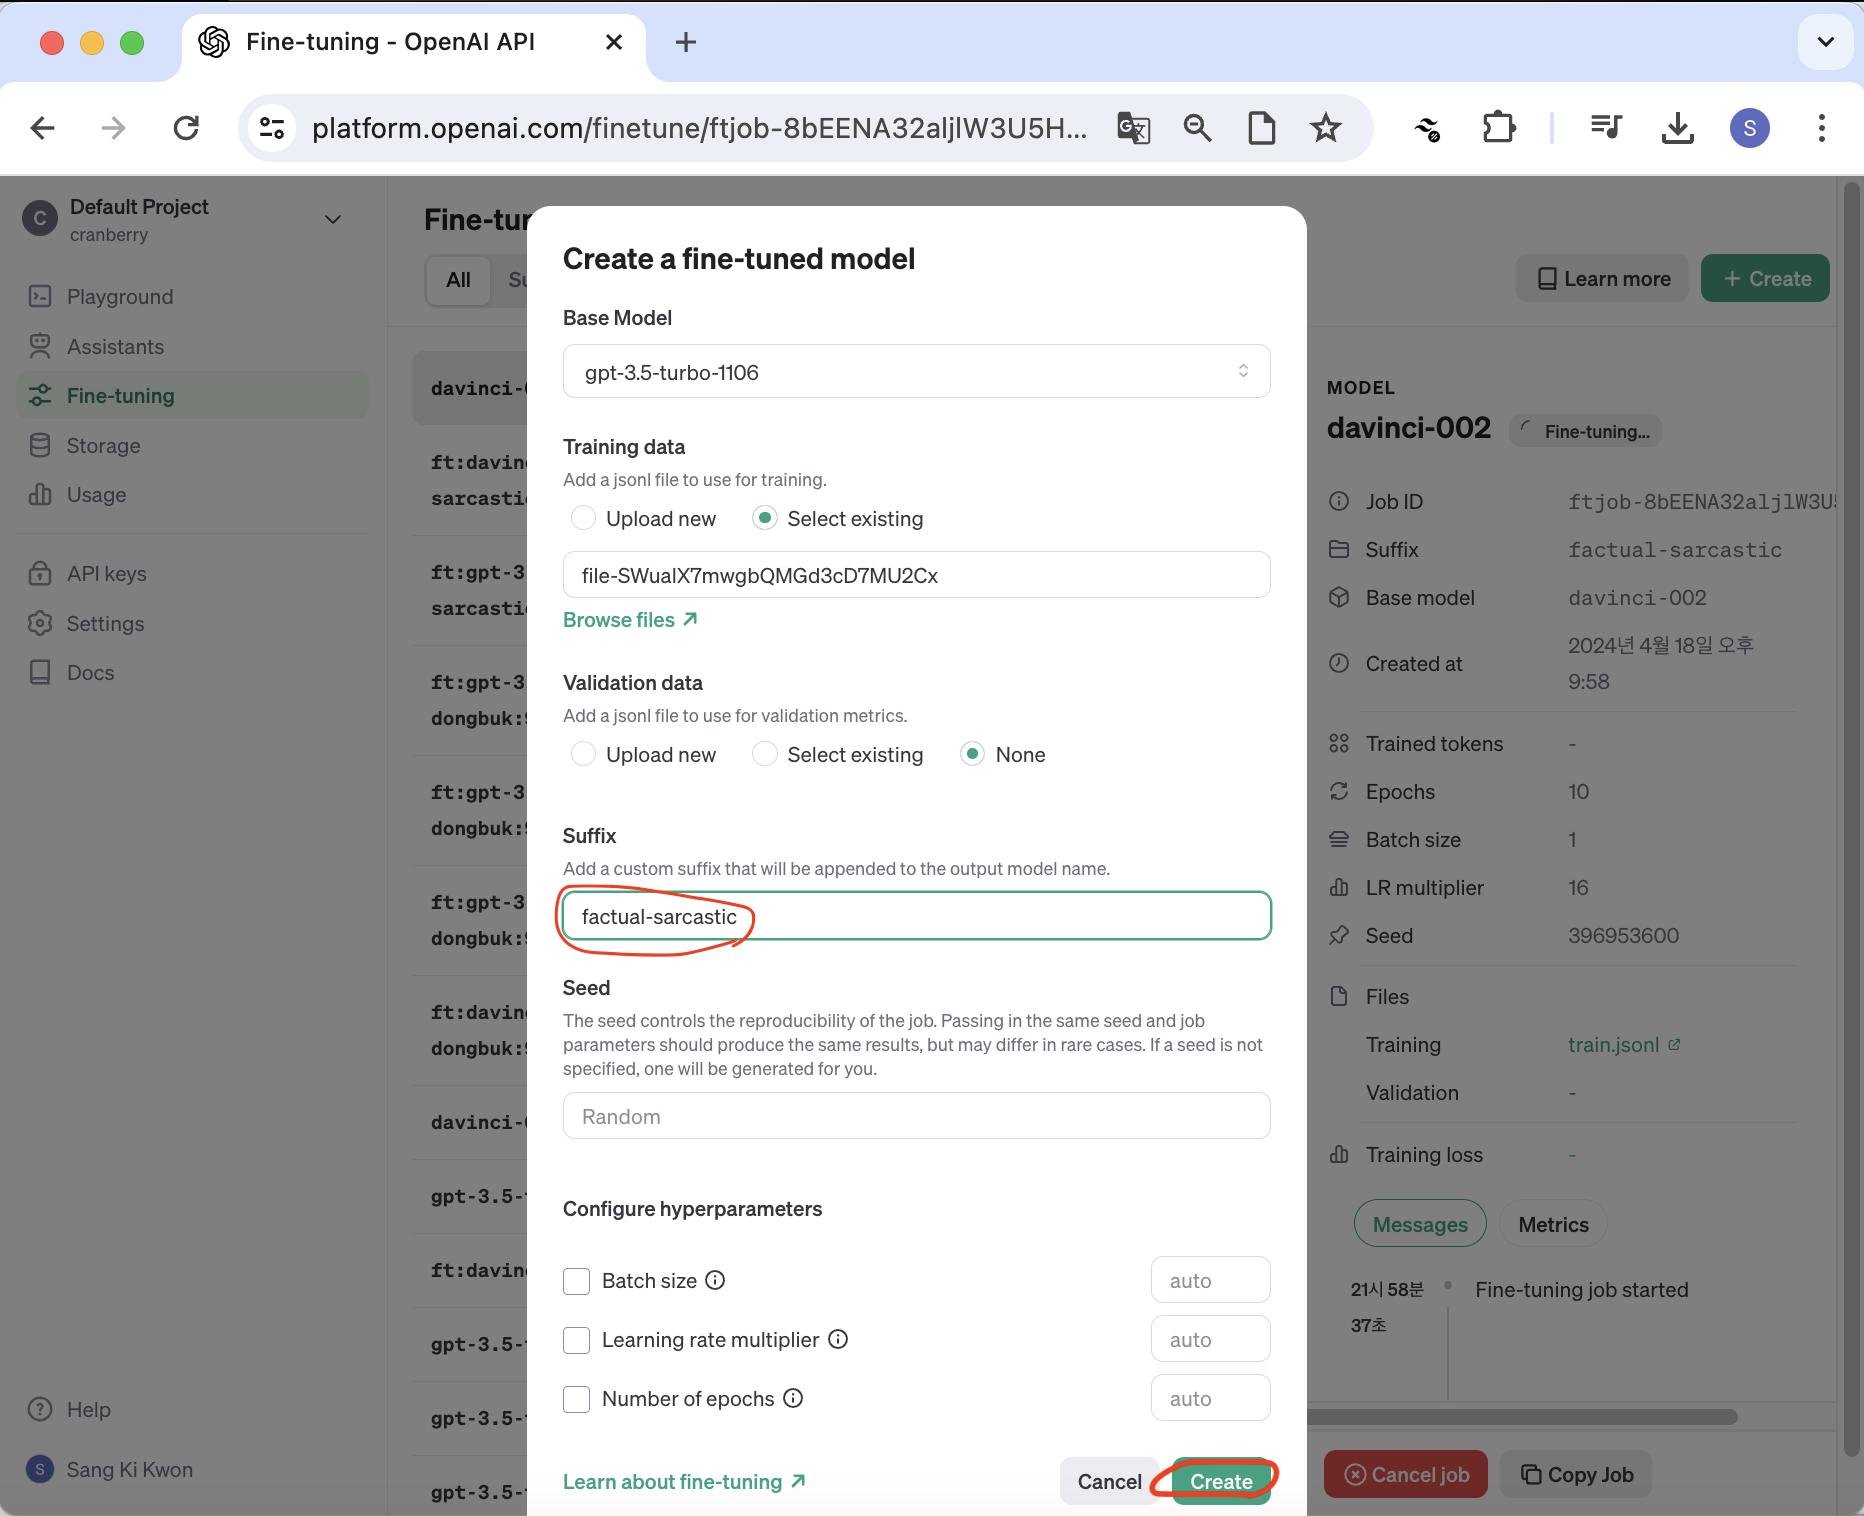 Fine-tuning - OpenAI API
platform.openai.com/finetune/ftjob-8bEENA32aljlW3U5H...
S
C
Default Project
cranberry
Playground
Assistants
Fine-tuning
Storage
Usage
API keys
Settings
Docs
Help
S
Sang Ki Kwon
Fine-tun
All
Su
Learn more
+ Create
davinci-0
ft:davinc
sarcastic
ft:gpt-3
sarcastic
ft:gpt-3
dongbuk:9
ft:gpt-3
dongbuk:9
ft:gpt-3
dongbuk:9
ft:davinc
dongbuk:9
davinci-0
gpt-3.5-t
ft:davinc
gpt-3.5-t
gpt-3.5-t
gpt-3.5-t
Create a fine-tuned model
Base Model
gpt-3.5-turbo-1106
Training data
Add a jsonl file to use for training.
Upload new
Select existing
file-SWualX7mwgbQMGd3cD7MU2Cx
Browse files
Validation data
Add a jsonl file to use for validation metrics.
Upload new
Select existing
None
Suffix
Add a custom suffix that will be appended to the output model name.
factual-sarcastic
Seed
The seed controls the reproducibility of the job. Passing in the same seed and job
parameters should produce the same results, but may differ in rare cases. If a seed is not
specified, one will be generated for you.
Random
Configure hyperparameters
Batch size
auto
Learning rate multiplier
auto
Number of epochs
auto
Learn about fine-tuning
Cancel
Create
MODEL
davinci-002
Fine-tuning...
Job ID
ftjob-8bEENA32aljlW3U5
Suffix
factual-sarcastic
Base model
davinci-002
Created at
2024년 4월 18일 오후
9:58
Trained tokens
-
Epochs
10
Batch size
1
LR multiplier
16
Seed
396953600
Files
Training
train.jsonl
Validation
-
Training loss
-
Messages
Metrics
21시 58분
37초
Fine-tuning job started
Cancel job
Copy Job